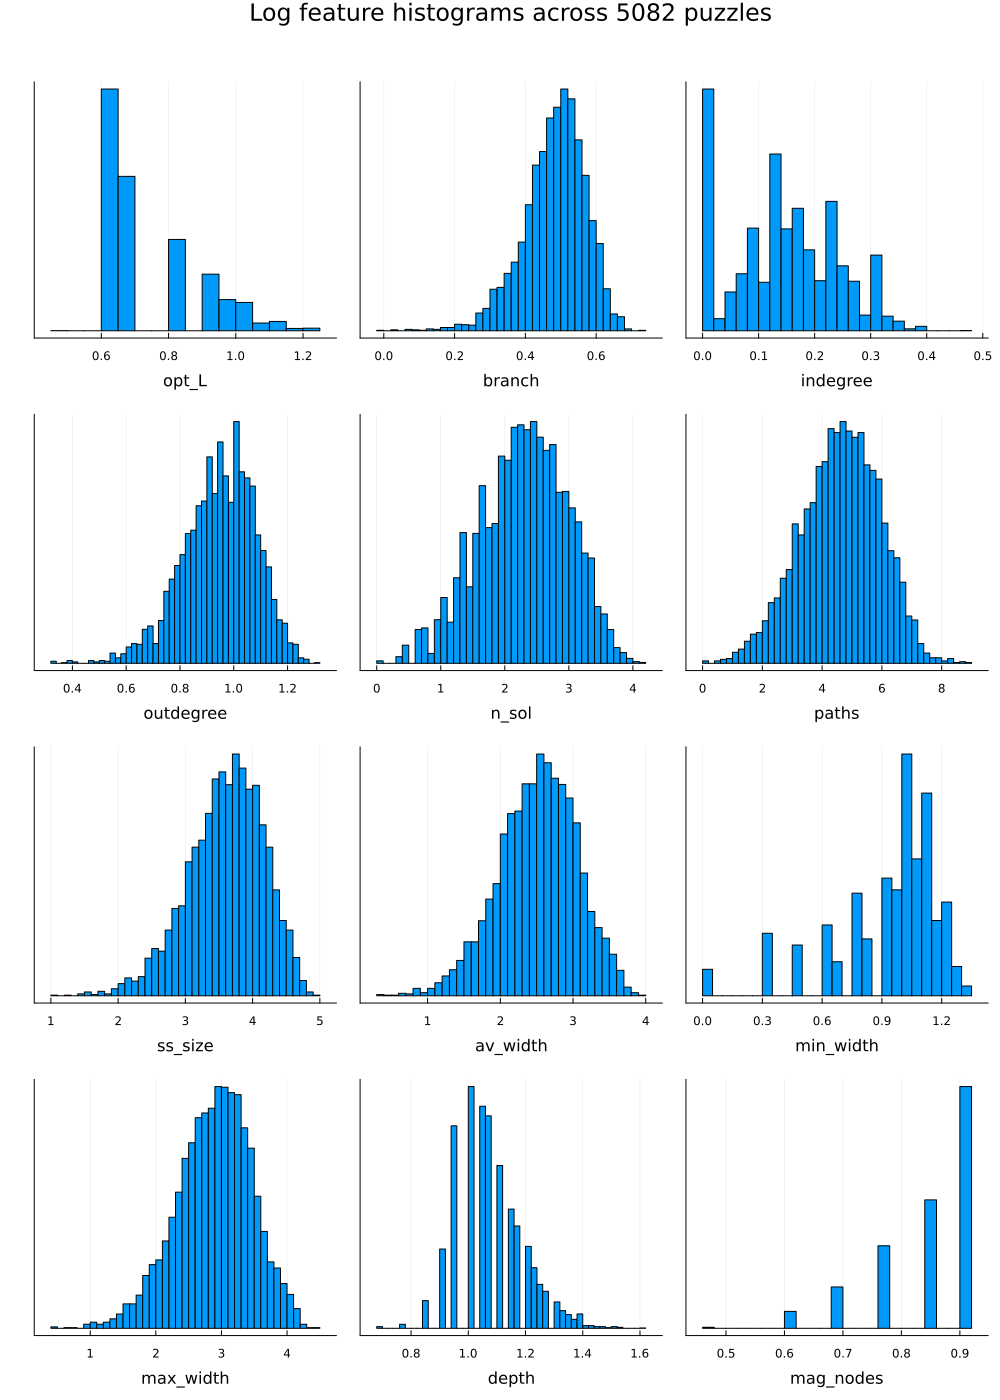 Log feature histograms across 5082 puzzles
0.6 0.8 1.0 1.2
opt_L
0.0 0.2 0.4 0.6
branch
0.0 0.1 0.2 0.3 0.4 0.5
indegree
0.4 0.6 0.8 1.0 1.2
outdegree
0 1 2 3 4
n_sol
0 2 4 6 8
paths
1 2 3 4 5
ss_size
1 2 3 4
av_width
0.0 0.3 0.6 0.9 1.2
min_width
1 2 3 4
max_width
0.8 1.0 1.2 1.4 1.6
depth
0.5 0.6 0.7 0.8 0.9
mag_nodes